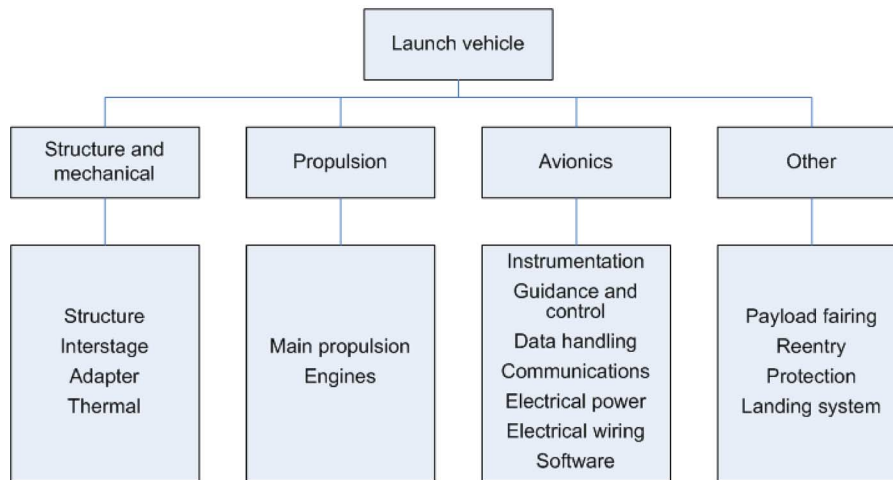 Launch vehicle
Structure and
mechanical
Propulsion
Avionics
Other
Structure
Interstage
Adapter
Thermal
Main propulsion
Engines
Instrumentation
Guidance and
control
Data handling
Communications
Electrical power
Electrical wiring
Software
Payload fairing
Reentry
Protection
Landing system